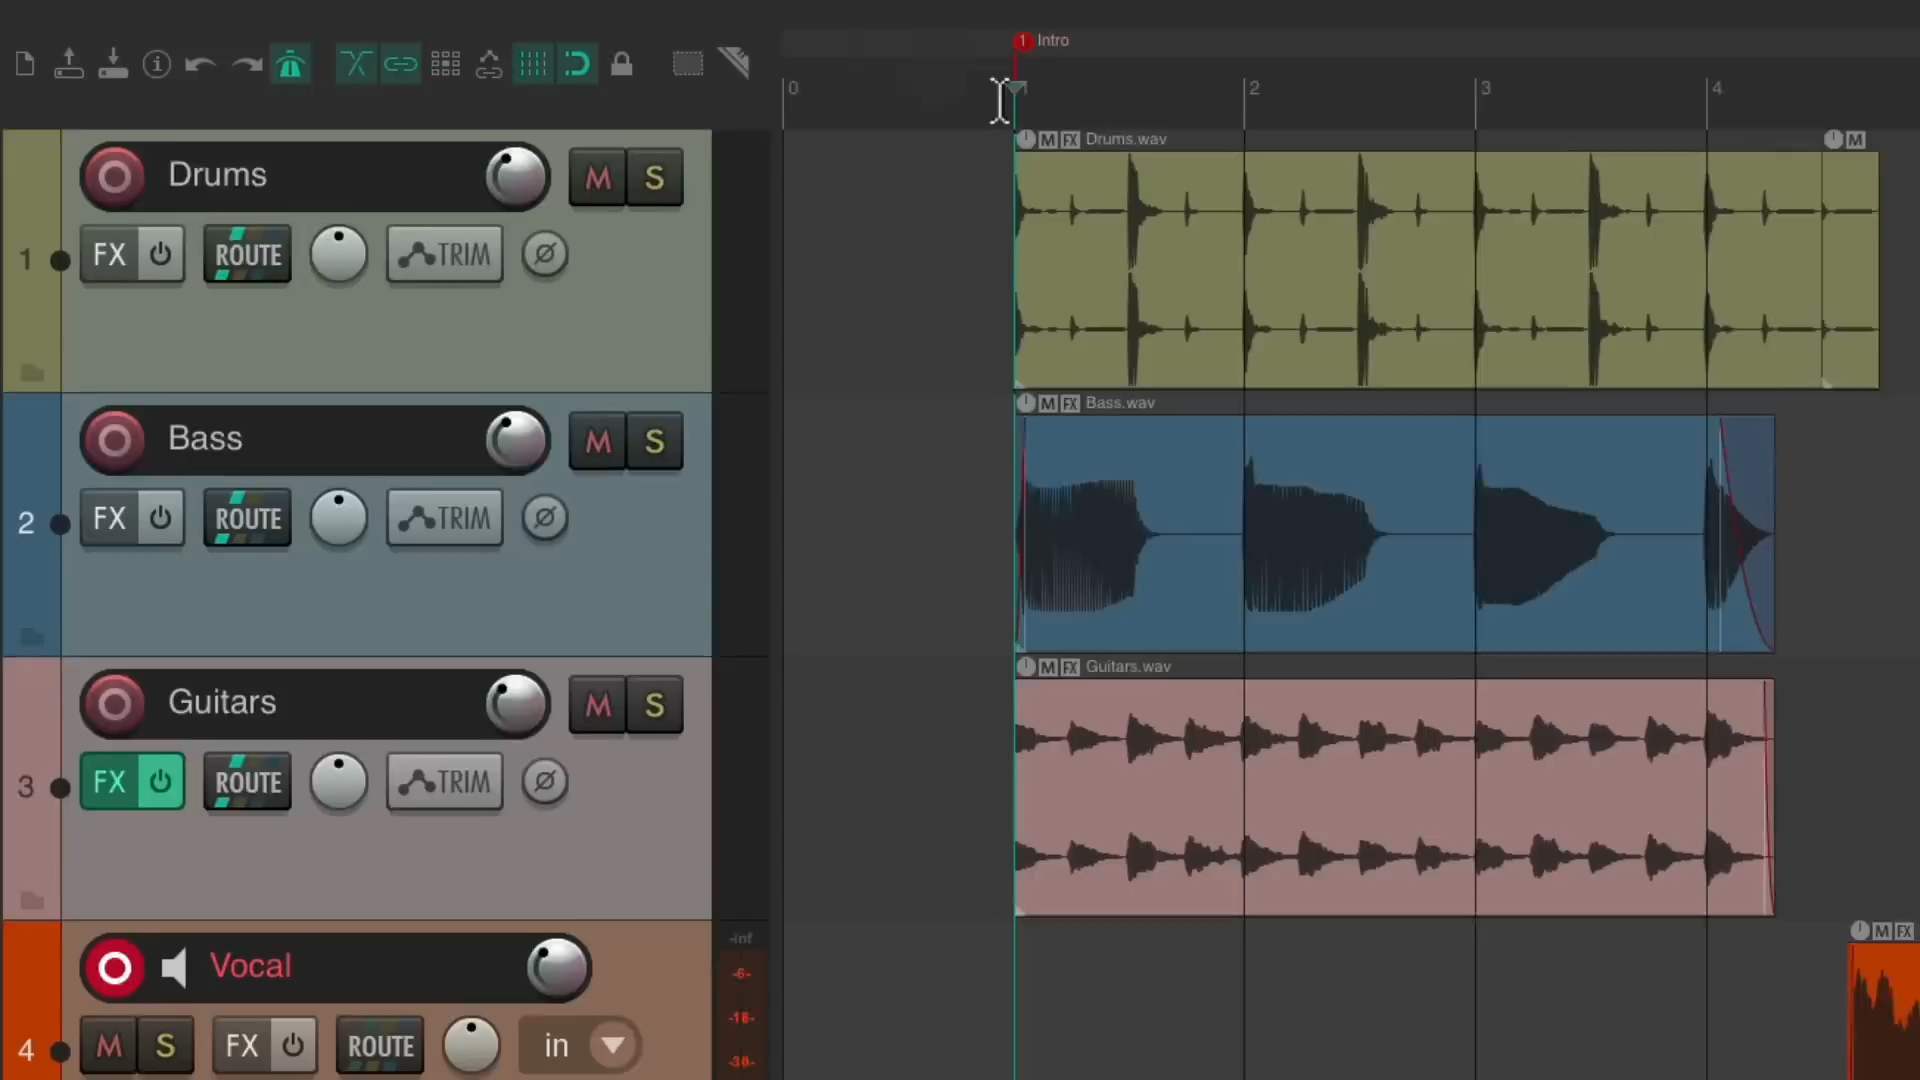 1 Intro
0 1 2 3 4
M FX Drums.wav M
Drums M S
1 FX ROUTE TRIM
M FX Bass.wav
Bass M S
2 FX ROUTE TRIM
M FX Guitars.wav
Guitars M S
3 FX ROUTE TRIM
M FX
Vocal
-inf
-6-
-18-
-30-
4 M S FX ROUTE in